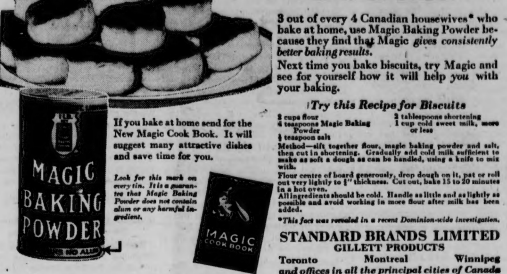 3 out of every 4 Canadian housewives* who
bake at home, use Magic Baking Powder be-
cause they find that Magic gives consistently
better baking results.
Next time you bake biscuits, try Magic and
see for yourself how it will help you with
your baking.
Try this Recipe for Biscuits
2 cups flour
4 teaspoons Magic Baking
Powder
½ teaspoon salt
2 tablespoons shortening
1 cup cold sweet milk, more
or less
Method—sift together flour, magic baking powder and salt,
then cut in shortening. Gradually add cold milk sufficient to
make as soft a dough as can be handled, using a knife to mix
with.
Flour centre of board generously, drop dough on it, pat or roll
out very lightly to ¾" thickness. Cut out, bake 15 to 20 minutes
in a hot oven.
All ingredients should be cold. Handle as little and as lightly as
possible and avoid working in more flour after milk has been
added.
*This fact was revealed in a recent Dominion-wide investigation.
STANDARD BRANDS LIMITED
GILLETT PRODUCTS
Toronto Montreal Winnipeg
and offices in all the principal cities of Canada
If you bake at home send for the
New Magic Cook Book. It will
suggest many attractive dishes
and save time for you.
Look for this mark on
every tin. It is a guaran-
tee that Magic Baking
Powder does not contain
alum or any harmful in-
gredient.
MAGIC
BAKING
POWDER
NO ALUM
MAGIC
COOK BOOK